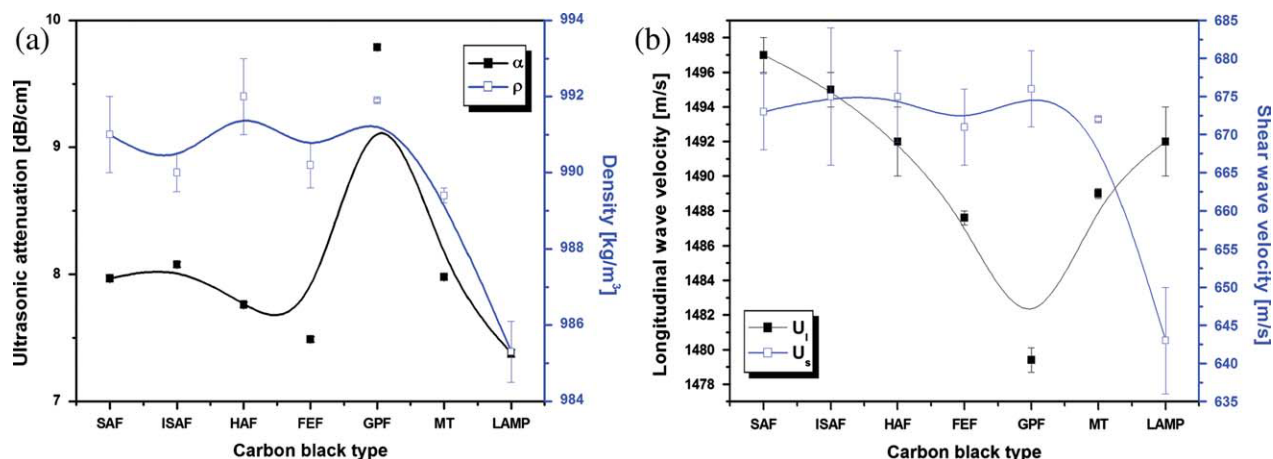 (a)
Ultrasonic attenuation [dB/cm]
10
9
8
7
α
ρ
994
992
990
988
986
984
Density [kg/m³]
SAF ISAF HAF FEF GPF MT LAMP
Carbon black type
(b)
Longitudinal wave velocity [m/s]
1498
1496
1494
1492
1490
1488
1486
1484
1482
1480
1478
U_l
U_s
685
680
675
670
665
660
655
650
645
640
635
630
Shear wave velocity [m/s]
SAF ISAF HAF FEF GPF MT LAMP
Carbon black type